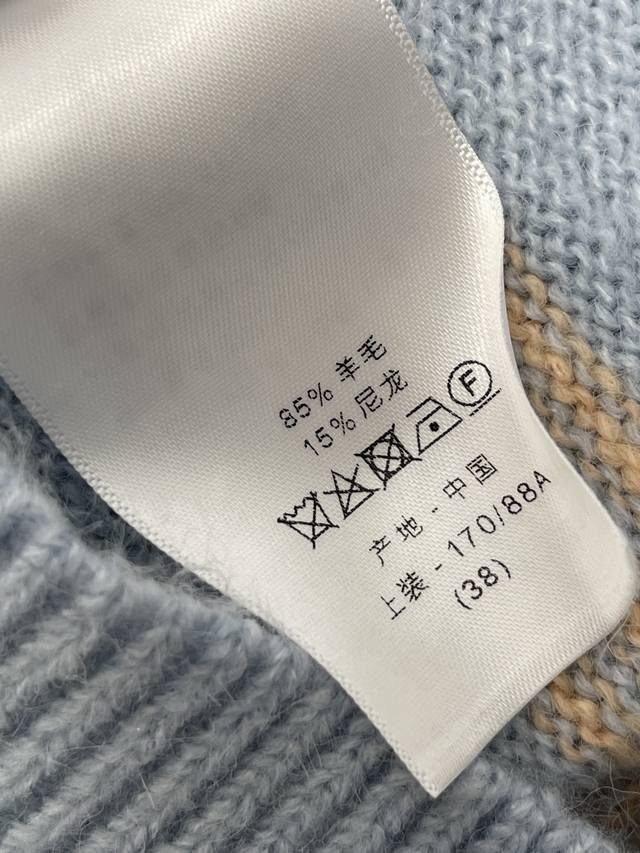 85% 羊毛
15% 尼龙
F
产地 - 中国
上装 - 170/88A
(38)